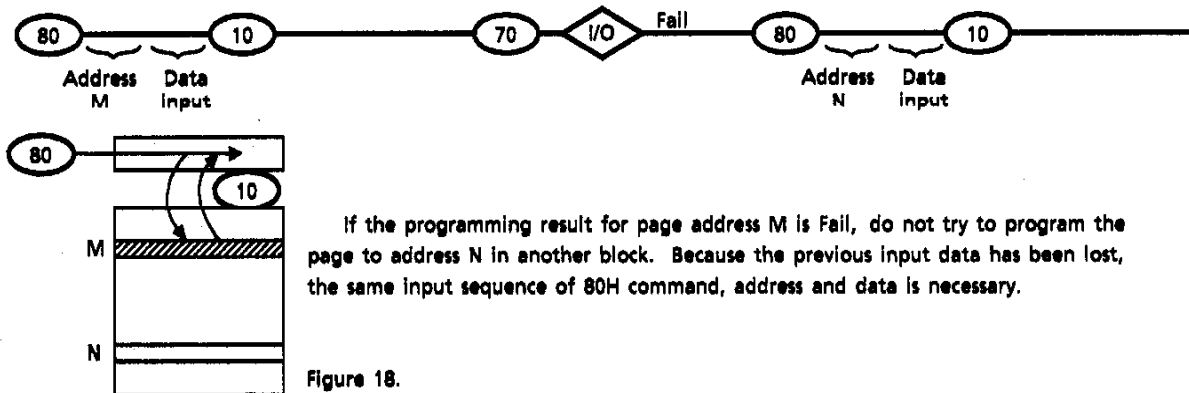 80 10 70 I/O Fail 80 10
Address Data Address Data
M input N input
80
10
M
If the programming result for page address M is Fail, do not try to program the
page to address N in another block. Because the previous input data has been lost,
the same input sequence of 80H command, address and data is necessary.
N
Figure 18.